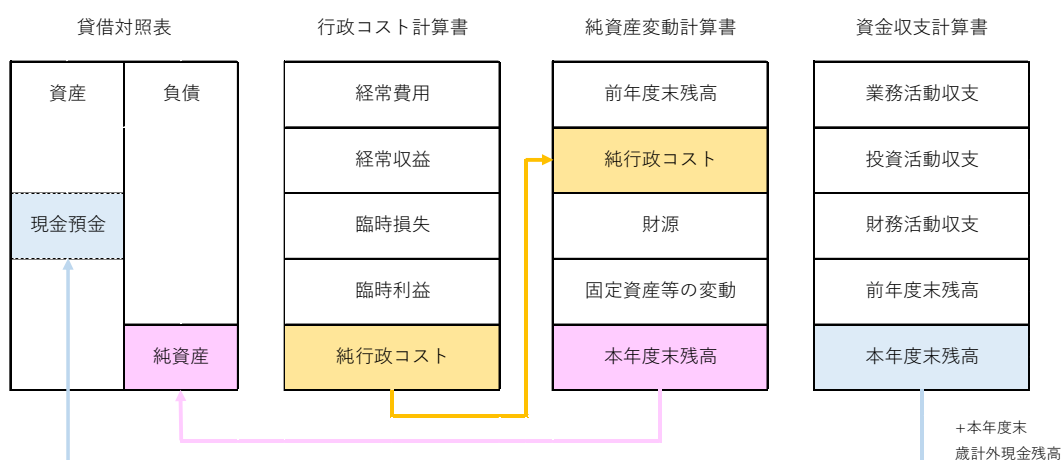 貸借対照表
資産
負債
現金預金
純資産
行政コスト計算書
経常費用
経常収益
臨時損失
臨時利益
純行政コスト
純資産変動計算書
前年度末残高
純行政コスト
財源
固定資産等の変動
本年度末残高
資金収支計算書
業務活動収支
投資活動収支
財務活動収支
前年度末残高
本年度末残高
+本年度末
歳計外現金残高